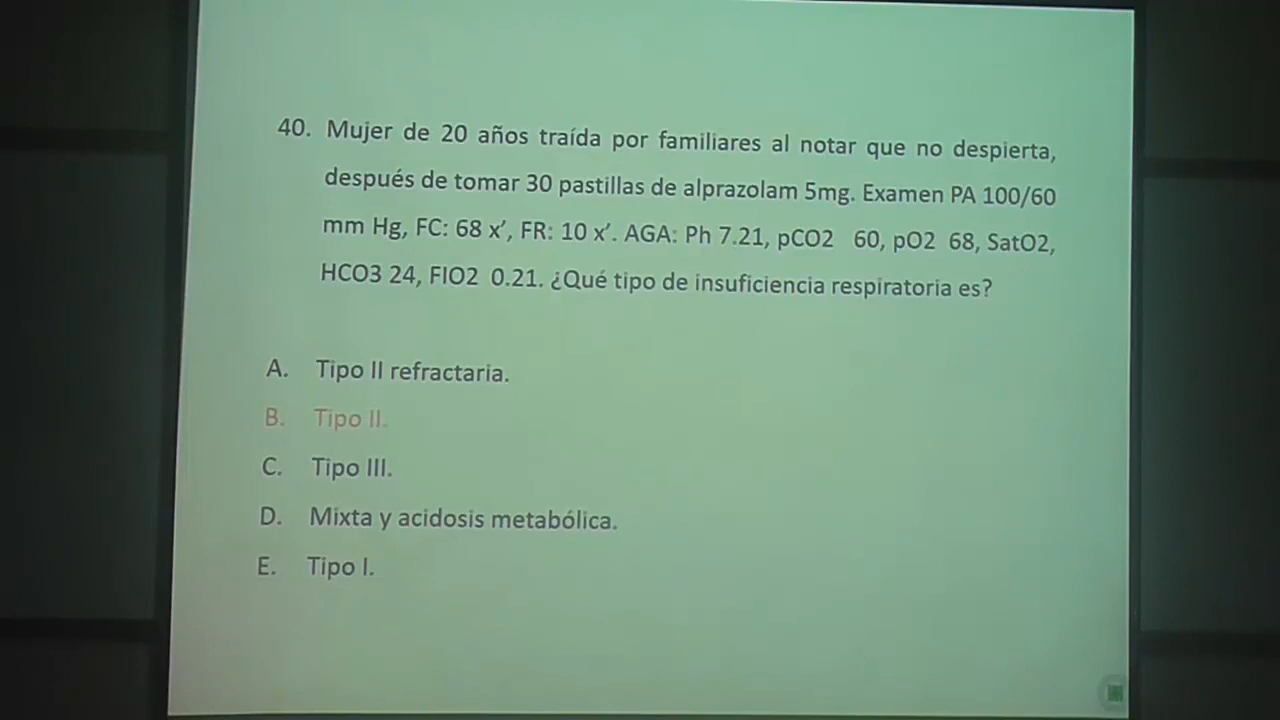 40. Mujer de 20 años traída por familiares al notar que no despierta,
después de tomar 30 pastillas de alprazolam 5mg. Examen PA 100/60
mm Hg, FC: 68 x’, FR: 10 x’. AGA: Ph 7.21, pCO2 60, pO2 68, SatO2,
HCO3 24, FIO2 0.21. ¿Qué tipo de insuficiencia respiratoria es?
A. Tipo II refractaria.
B. Tipo II.
C. Tipo III.
D. Mixta y acidosis metabólica.
E. Tipo I.